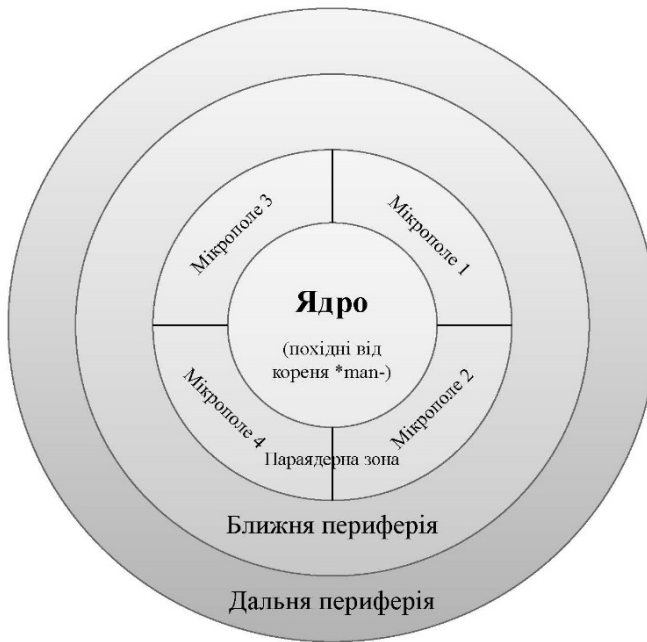 Мікрополе 3
Мікрополе 1
Ядро
(похідні від
кореня *man-)
Мікрополе 4
Мікрополе 2
Параядерна зона
Ближня периферія
Дальня периферія